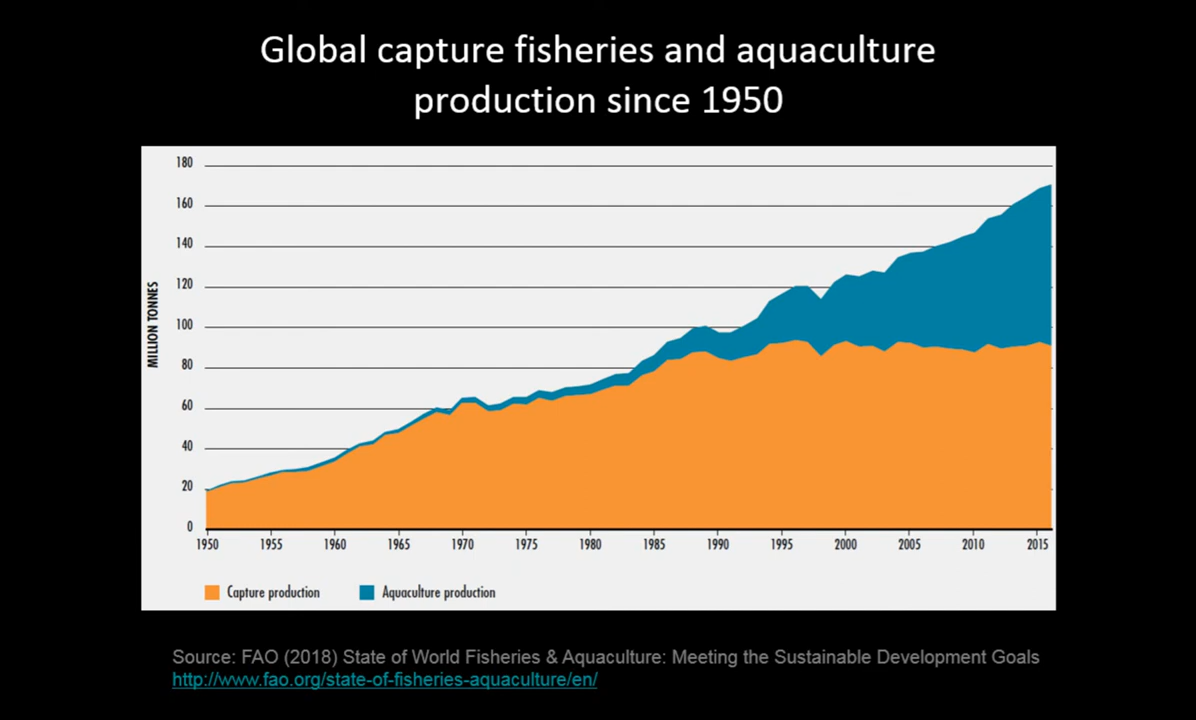 Global capture fisheries and aquaculture
production since 1950
180
160
140
120
100
80
60
40
20
0
MILLION TONNES
1950 1955 1960 1965 1970 1975 1980 1985 1990 1995 2000 2005 2010 2015
Capture production Aquaculture production
Source: FAO (2018) State of World Fisheries & Aquaculture: Meeting the Sustainable Development Goals
http://www.fao.org/state-of-fisheries-aquaculture/en/